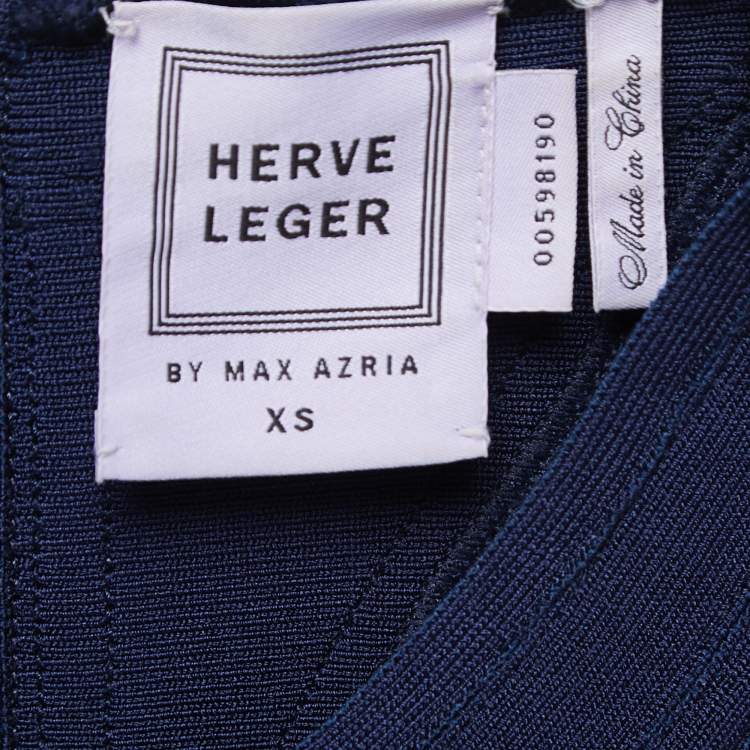 HERVE
LEGER
BY MAX AZRIA
XS
00598190
Made in China